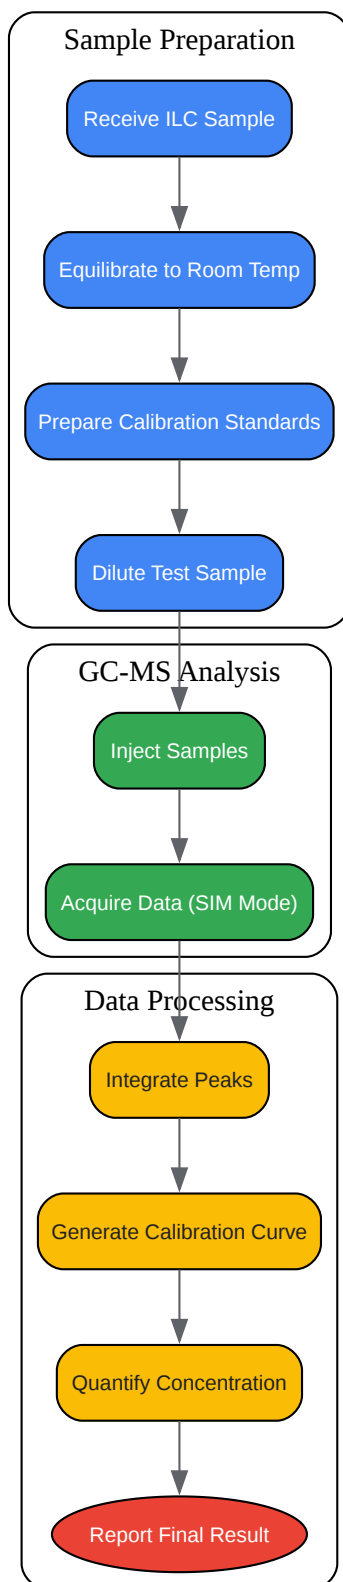 Sample Preparation
Receive ILC Sample
Equilibrate to Room Temp
Prepare Calibration Standards
Dilute Test Sample
GC-MS Analysis
Inject Samples
Acquire Data (SIM Mode)
Data Processing
Integrate Peaks
Generate Calibration Curve
Quantify Concentration
Report Final Result